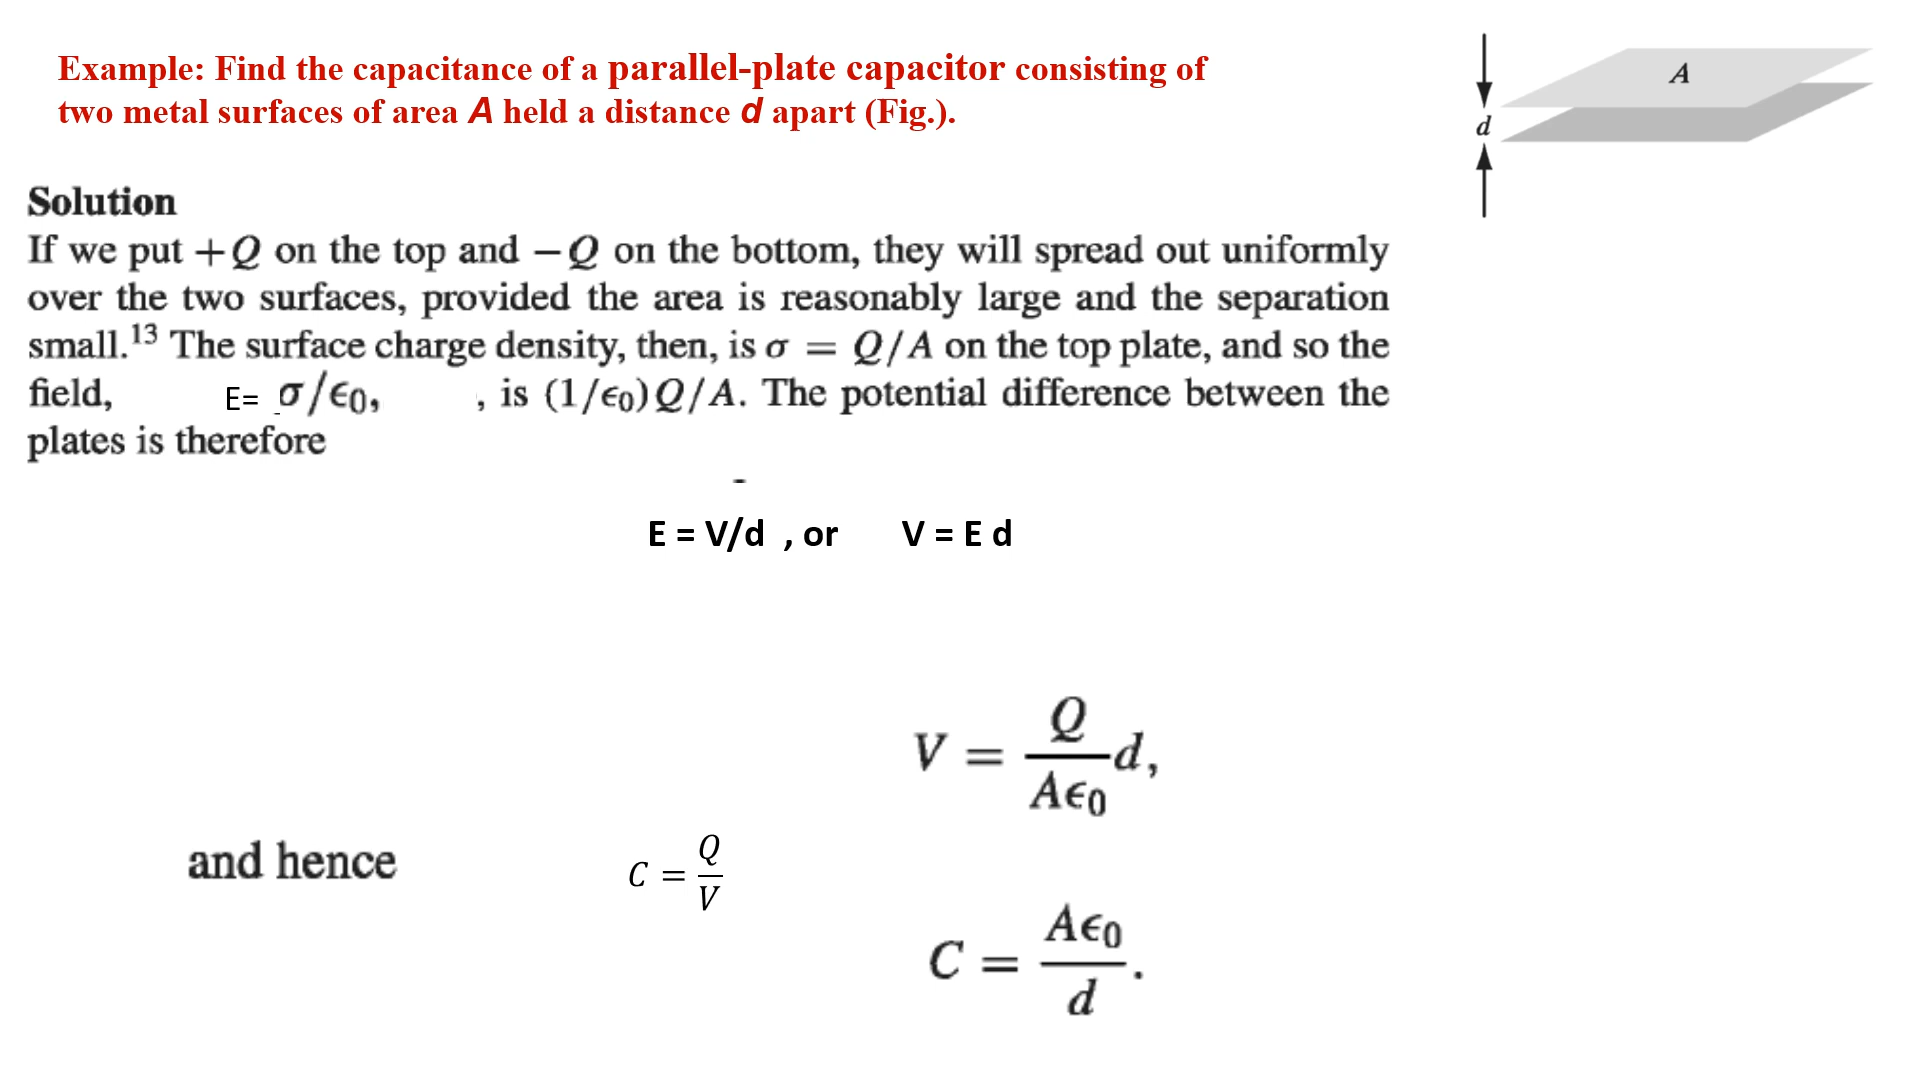 Example: Find the capacitance of a parallel-plate capacitor consisting of
two metal surfaces of area A held a distance d apart (Fig.).
A
d
Solution
If we put +Q on the top and −Q on the bottom, they will spread out uniformly
over the two surfaces, provided the area is reasonably large and the separation
small.¹³ The surface charge density, then, is σ = Q/A on the top plate, and so the
field, E= σ/ϵ₀, , is (1/ϵ₀)Q/A. The potential difference between the
plates is therefore
E = V/d , or V = E d
V = Q/(Aϵ₀) d,
and hence C = Q/V
C = Aϵ₀/d.